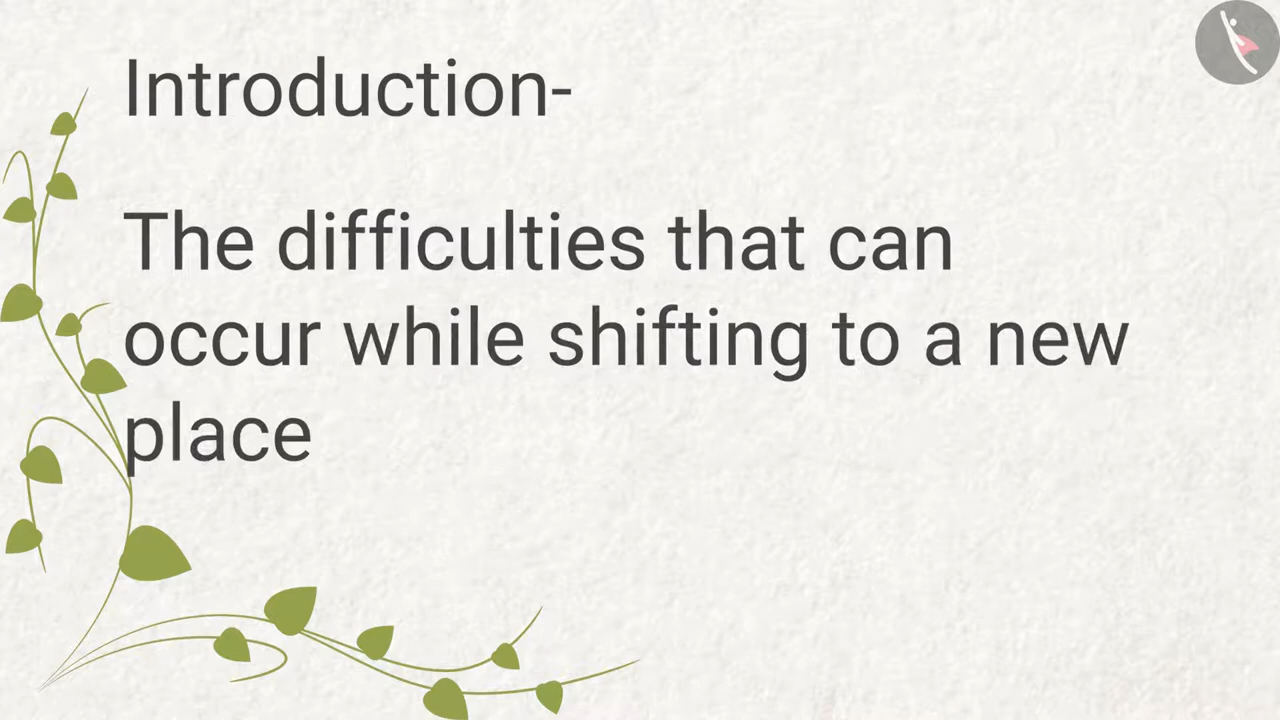 Introduction-
The difficulties that can
occur while shifting to a new
place